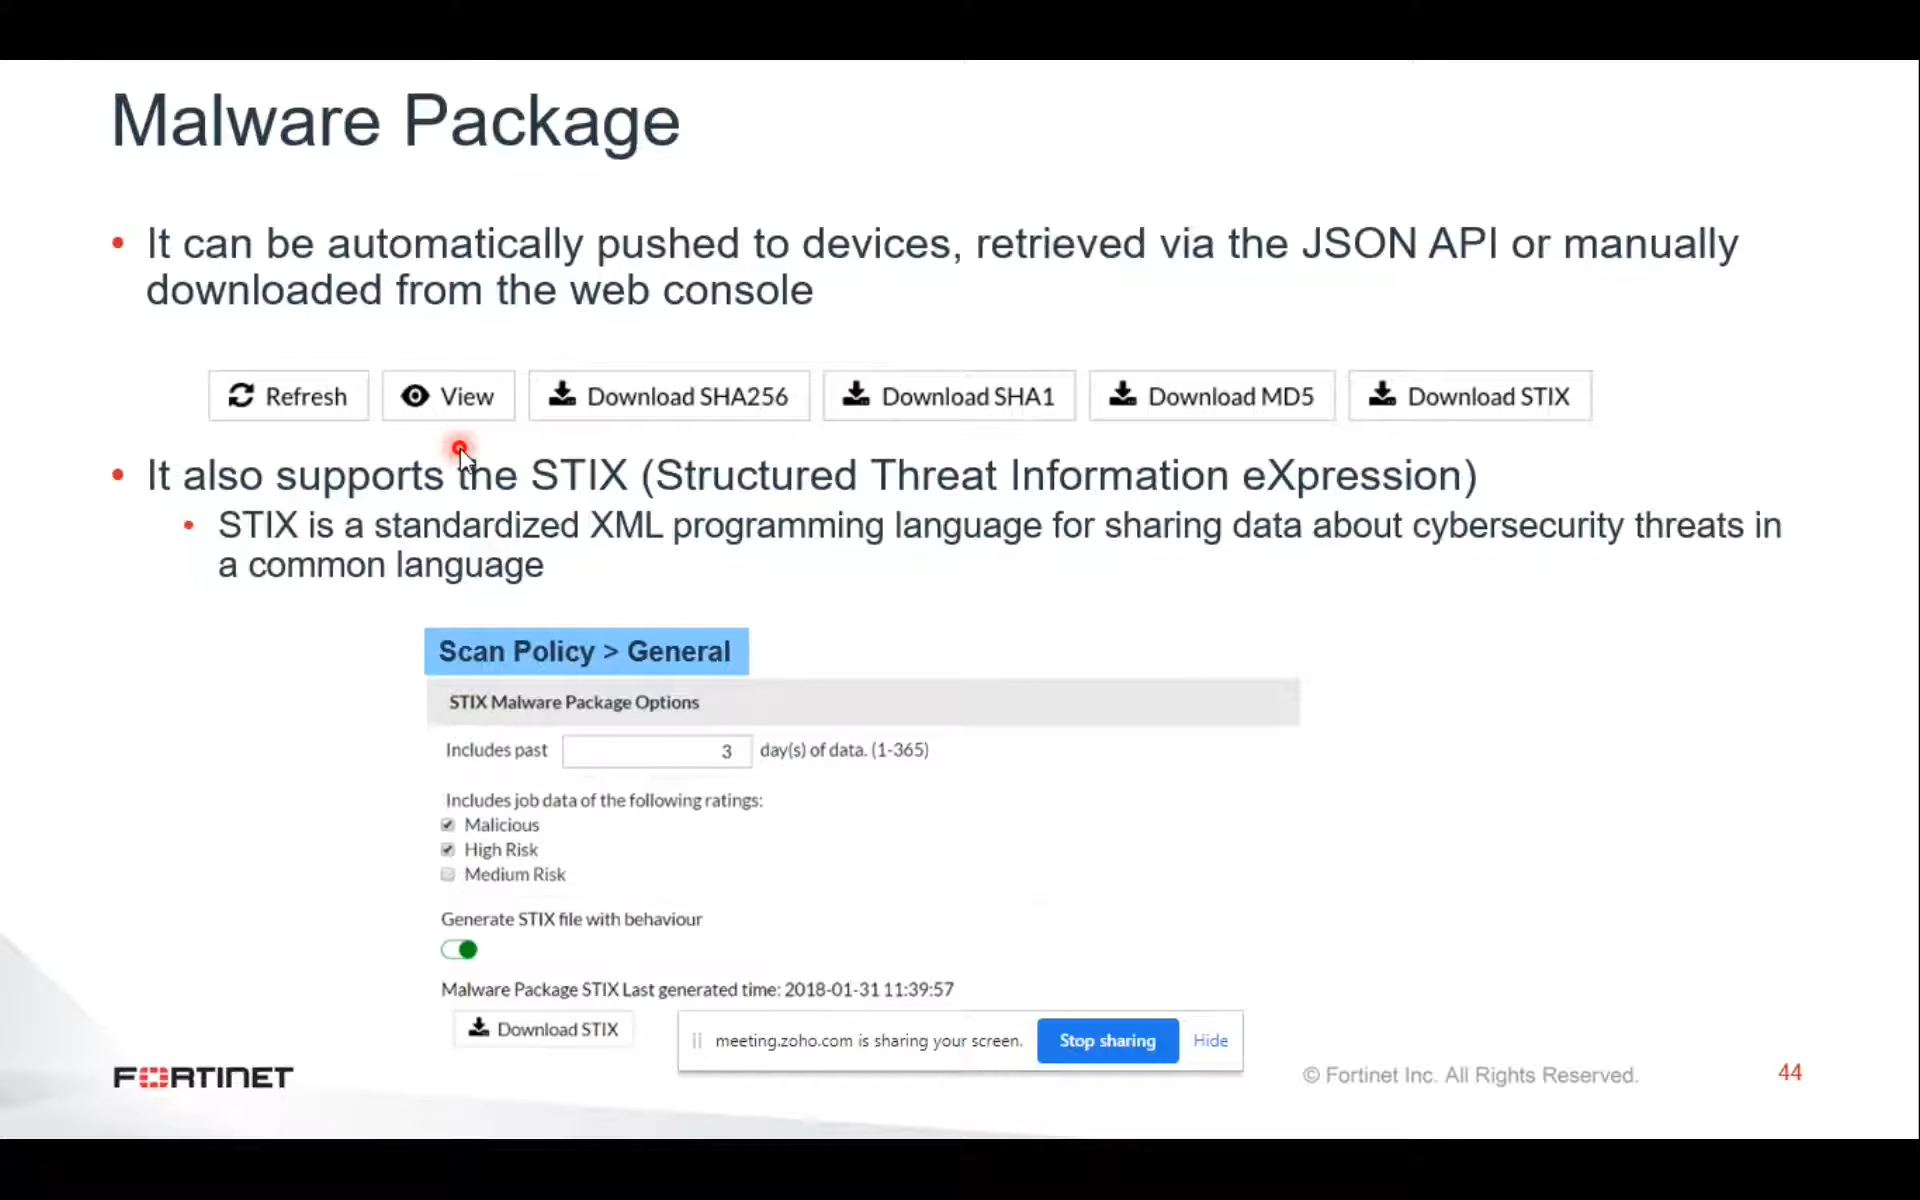 Malware Package
• It can be automatically pushed to devices, retrieved via the JSON API or manually
downloaded from the web console
Refresh View Download SHA256 Download SHA1 Download MD5 Download STIX
• It also supports the STIX (Structured Threat Information eXpression)
• STIX is a standardized XML programming language for sharing data about cybersecurity threats in
a common language
Scan Policy > General
STIX Malware Package Options
Includes past 3 day(s) of data. (1-365)
Includes job data of the following ratings:
Malicious
High Risk
Medium Risk
Generate STIX file with behaviour
Malware Package STIX Last generated time: 2018-01-31 11:39:57
Download STIX
meeting.zoho.com is sharing your screen. Stop sharing Hide
FORTINET
© Fortinet Inc. All Rights Reserved.
44